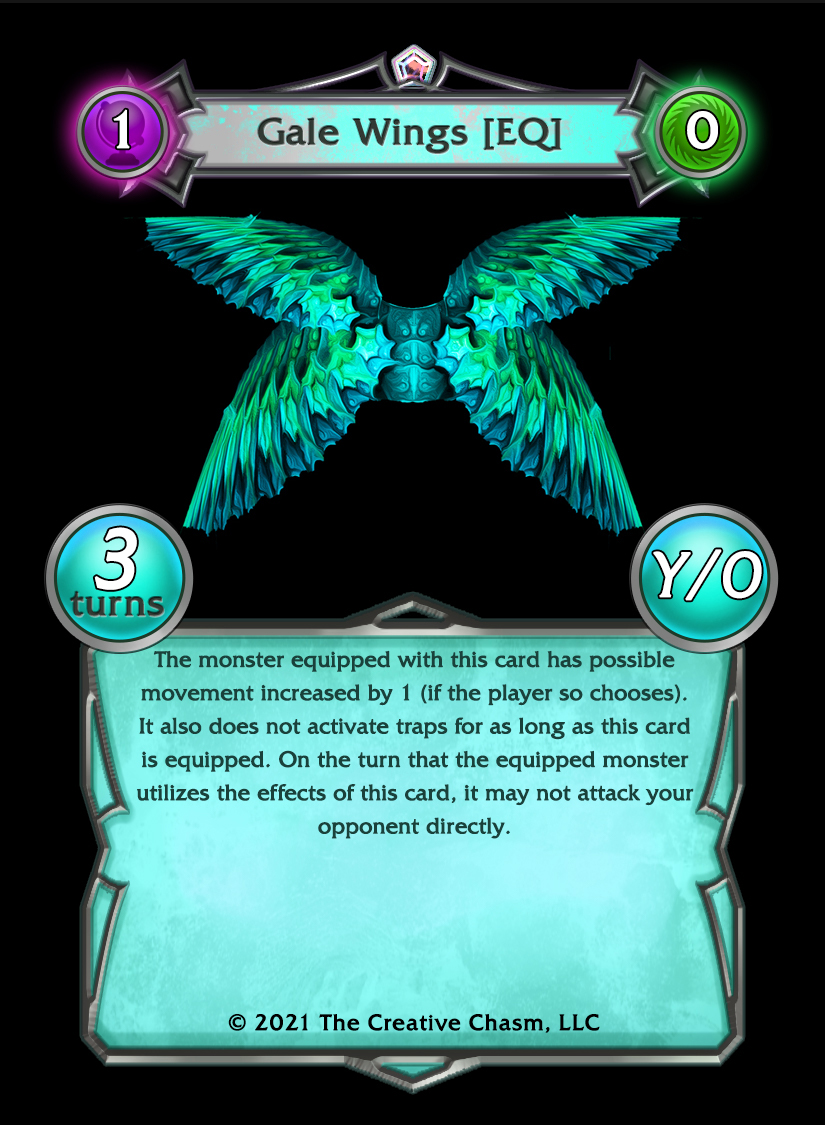 1
Gale Wings [EQ]
0
3
turns
Y/O
The monster equipped with this card has possible
movement increased by 1 (if the player so chooses).
It also does not activate traps for as long as this card
is equipped. On the turn that the equipped monster
utilizes the effects of this card, it may not attack your
opponent directly.
© 2021 The Creative Chasm, LLC